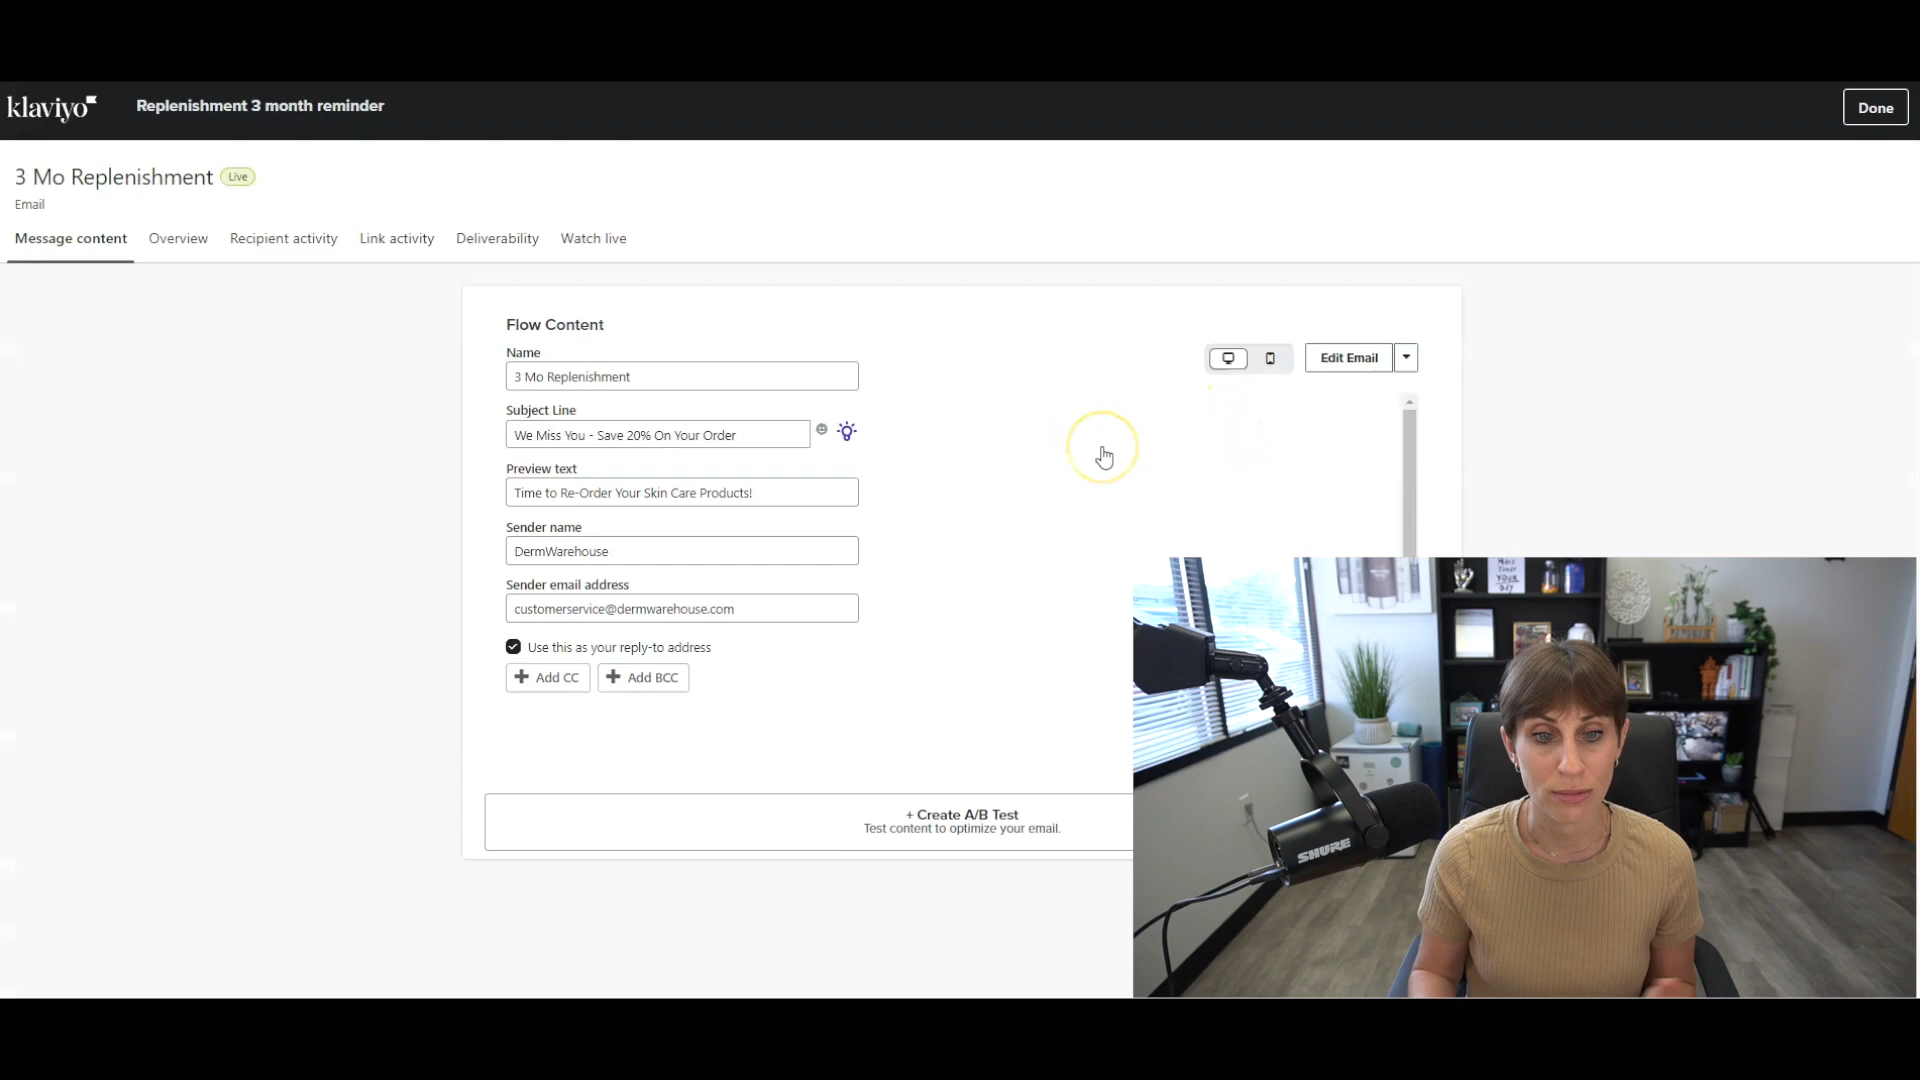 klaviyo
Replenishment 3 month reminder
Done
3 Mo Replenishment
Live
Email
Message content
Overview
Recipient activity
Link activity
Deliverability
Watch live
Flow Content
Name
3 Mo Replenishment
Edit Email
Subject Line
We Miss You - Save 20% On Your Order
Preview text
Time to Re-Order Your Skin Care Products!
Sender name
DermWarehouse
Sender email address
customerservice@dermwarehouse.com
Use this as your reply-to address
Add CC
Add BCC
+ Create A/B Test
Test content to optimize your email.
SHURE